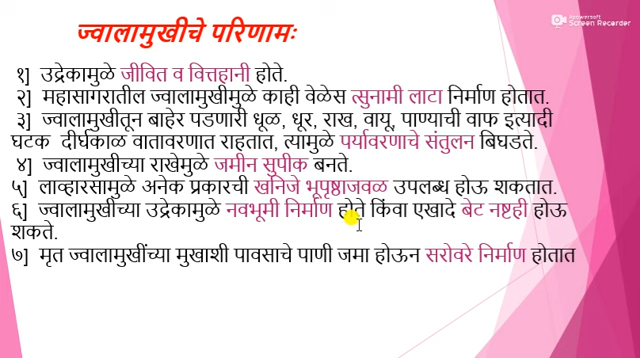 Apowersoft
Screen Recorder
ज्वालामुखीचे परिणामः
१] उद्रेकामुळे जीवित व वित्तहानी होते.
२] महासागरातील ज्वालामुखीमुळे काही वेळेस त्सुनामी लाटा निर्माण होतात.
३] ज्वालामुखीतून बाहेर पडणारी धूळ, धूर, राख, वायू, पाण्याची वाफ इत्यादी
घटक दीर्घकाळ वातावरणात राहतात, त्यामुळे पर्यावरणाचे संतुलन बिघडते.
४] ज्वालामुखीच्या राखेमुळे जमीन सुपीक बनते.
५] लाव्हारसामुळे अनेक प्रकारची खनिजे भूपृष्ठाजवळ उपलब्ध होऊ शकतात.
६] ज्वालामुखीच्या उद्रेकामुळे नवभूमी निर्माण होते किंवा एखादे बेट नष्टही होऊ
शकते.
७] मृत ज्वालामुखींच्या मुखाशी पावसाचे पाणी जमा होऊन सरोवरे निर्माण होतात